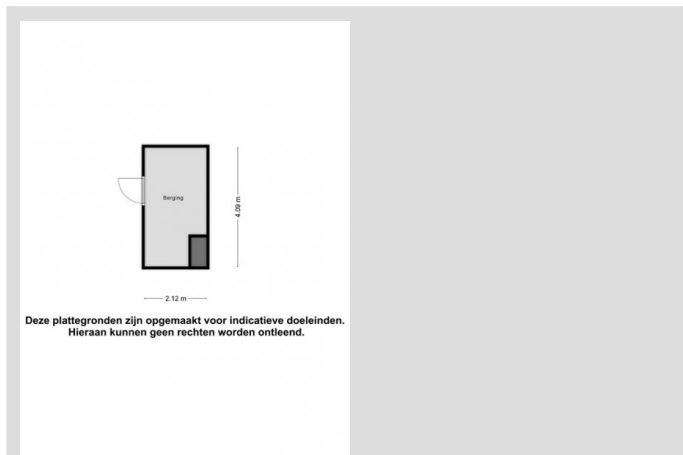 Berging
4.09 m
2.12 m
Deze plattegronden zijn opgemaakt voor indicatieve doeleinden.
Hieraan kunnen geen rechten worden ontleend.